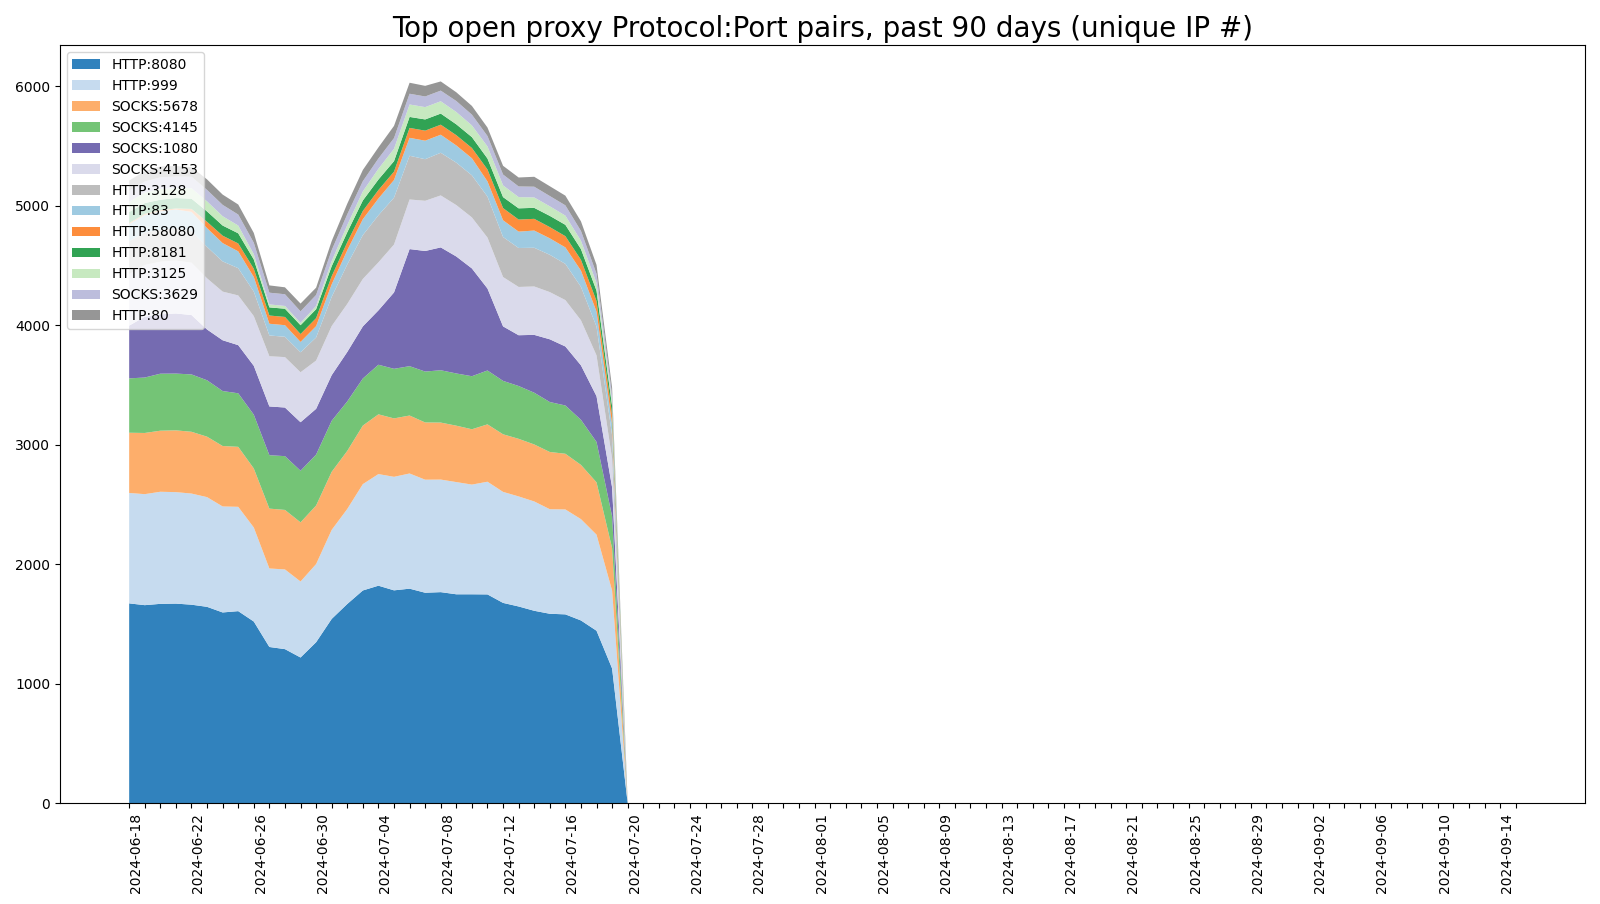 Top open proxy Protocol:Port pairs, past 90 days (unique IP #)
HTTP:8080
HTTP:999
SOCKS:5678
SOCKS:4145
SOCKS:1080
SOCKS:4153
HTTP:3128
HTTP:83
HTTP:58080
HTTP:8181
HTTP:3125
SOCKS:3629
HTTP:80
6000
5000
4000
3000
2000
1000
0
2024-06-18
2024-06-22
2024-06-26
2024-06-30
2024-07-04
2024-07-08
2024-07-12
2024-07-16
2024-07-20
2024-07-24
2024-07-28
2024-08-01
2024-08-05
2024-08-09
2024-08-13
2024-08-17
2024-08-21
2024-08-25
2024-08-29
2024-09-02
2024-09-06
2024-09-10
2024-09-14